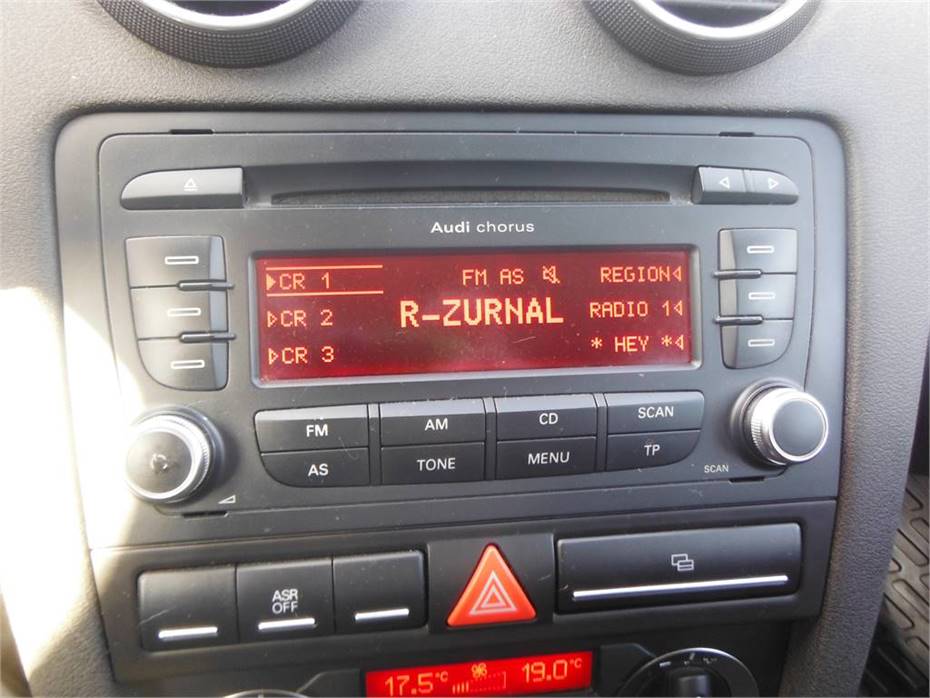 Audi chorus
CR 1 FM AS REGION
CR 2 R-ZURNAL RADIO 1
CR 3 * HEY *
FM AM CD SCAN
AS TONE MENU TP
SCAN
ASR
OFF
17.5°C 19.0°C